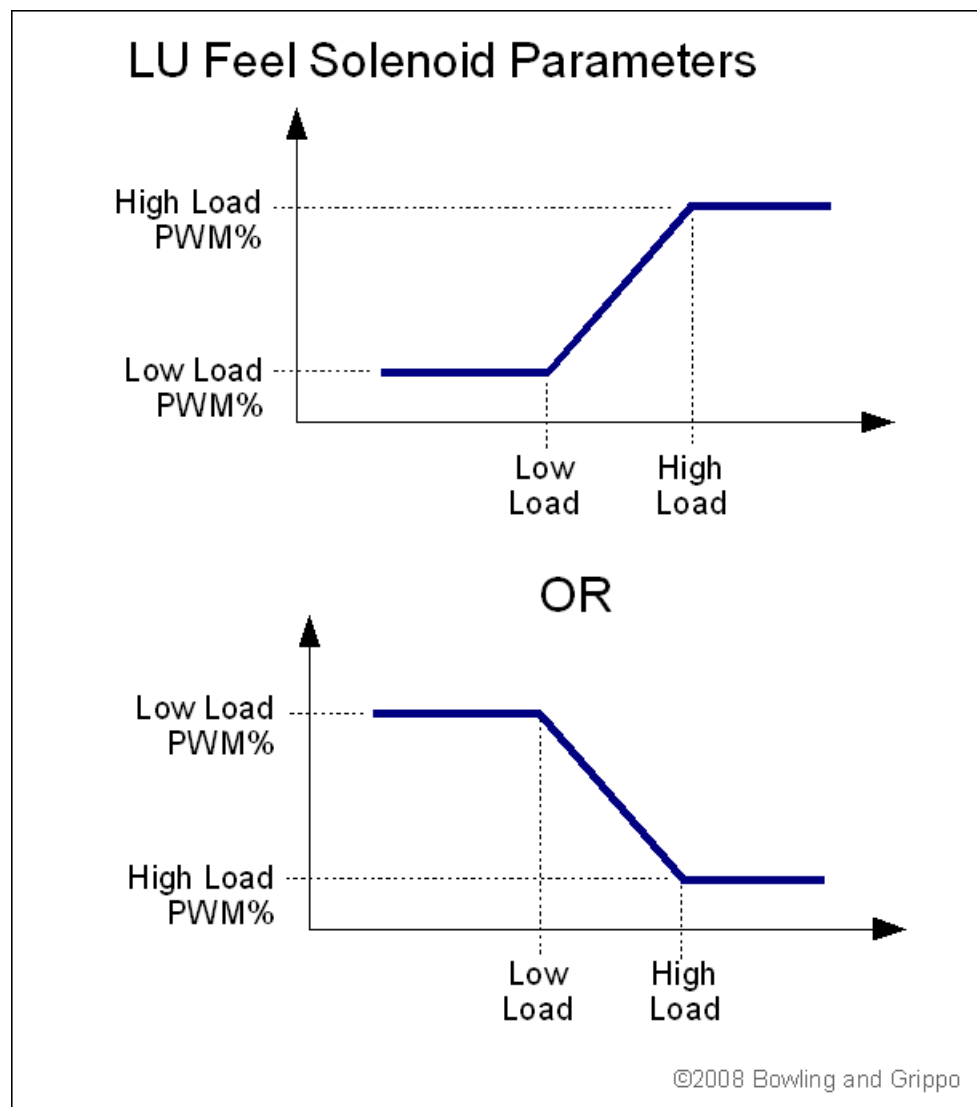 LU Feel Solenoid Parameters
High Load
PWM%
Low Load
PWM%
Low
Load
High
Load
OR
Low Load
PWM%
High Load
PWM%
Low
Load
High
Load
©2008 Bowling and Grippo